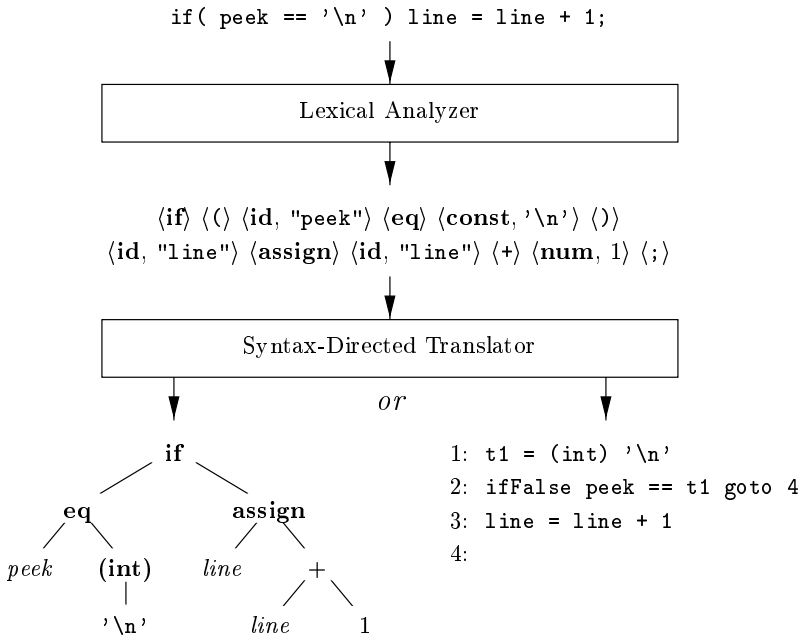 if( peek == '\n' ) line = line + 1;
Lexical Analyzer
⟨if⟩ ⟨(⟩ ⟨id, "peek"⟩ ⟨eq⟩ ⟨const, '\n'⟩ ⟨)⟩
⟨id, "line"⟩ ⟨assign⟩ ⟨id, "line"⟩ ⟨+⟩ ⟨num, 1⟩ ⟨;⟩
Syntax-Directed Translator
or
if
eq assign
peek (int) line +
'\n' line 1
1: t1 = (int) '\n'
2: ifFalse peek == t1 goto 4
3: line = line + 1
4: